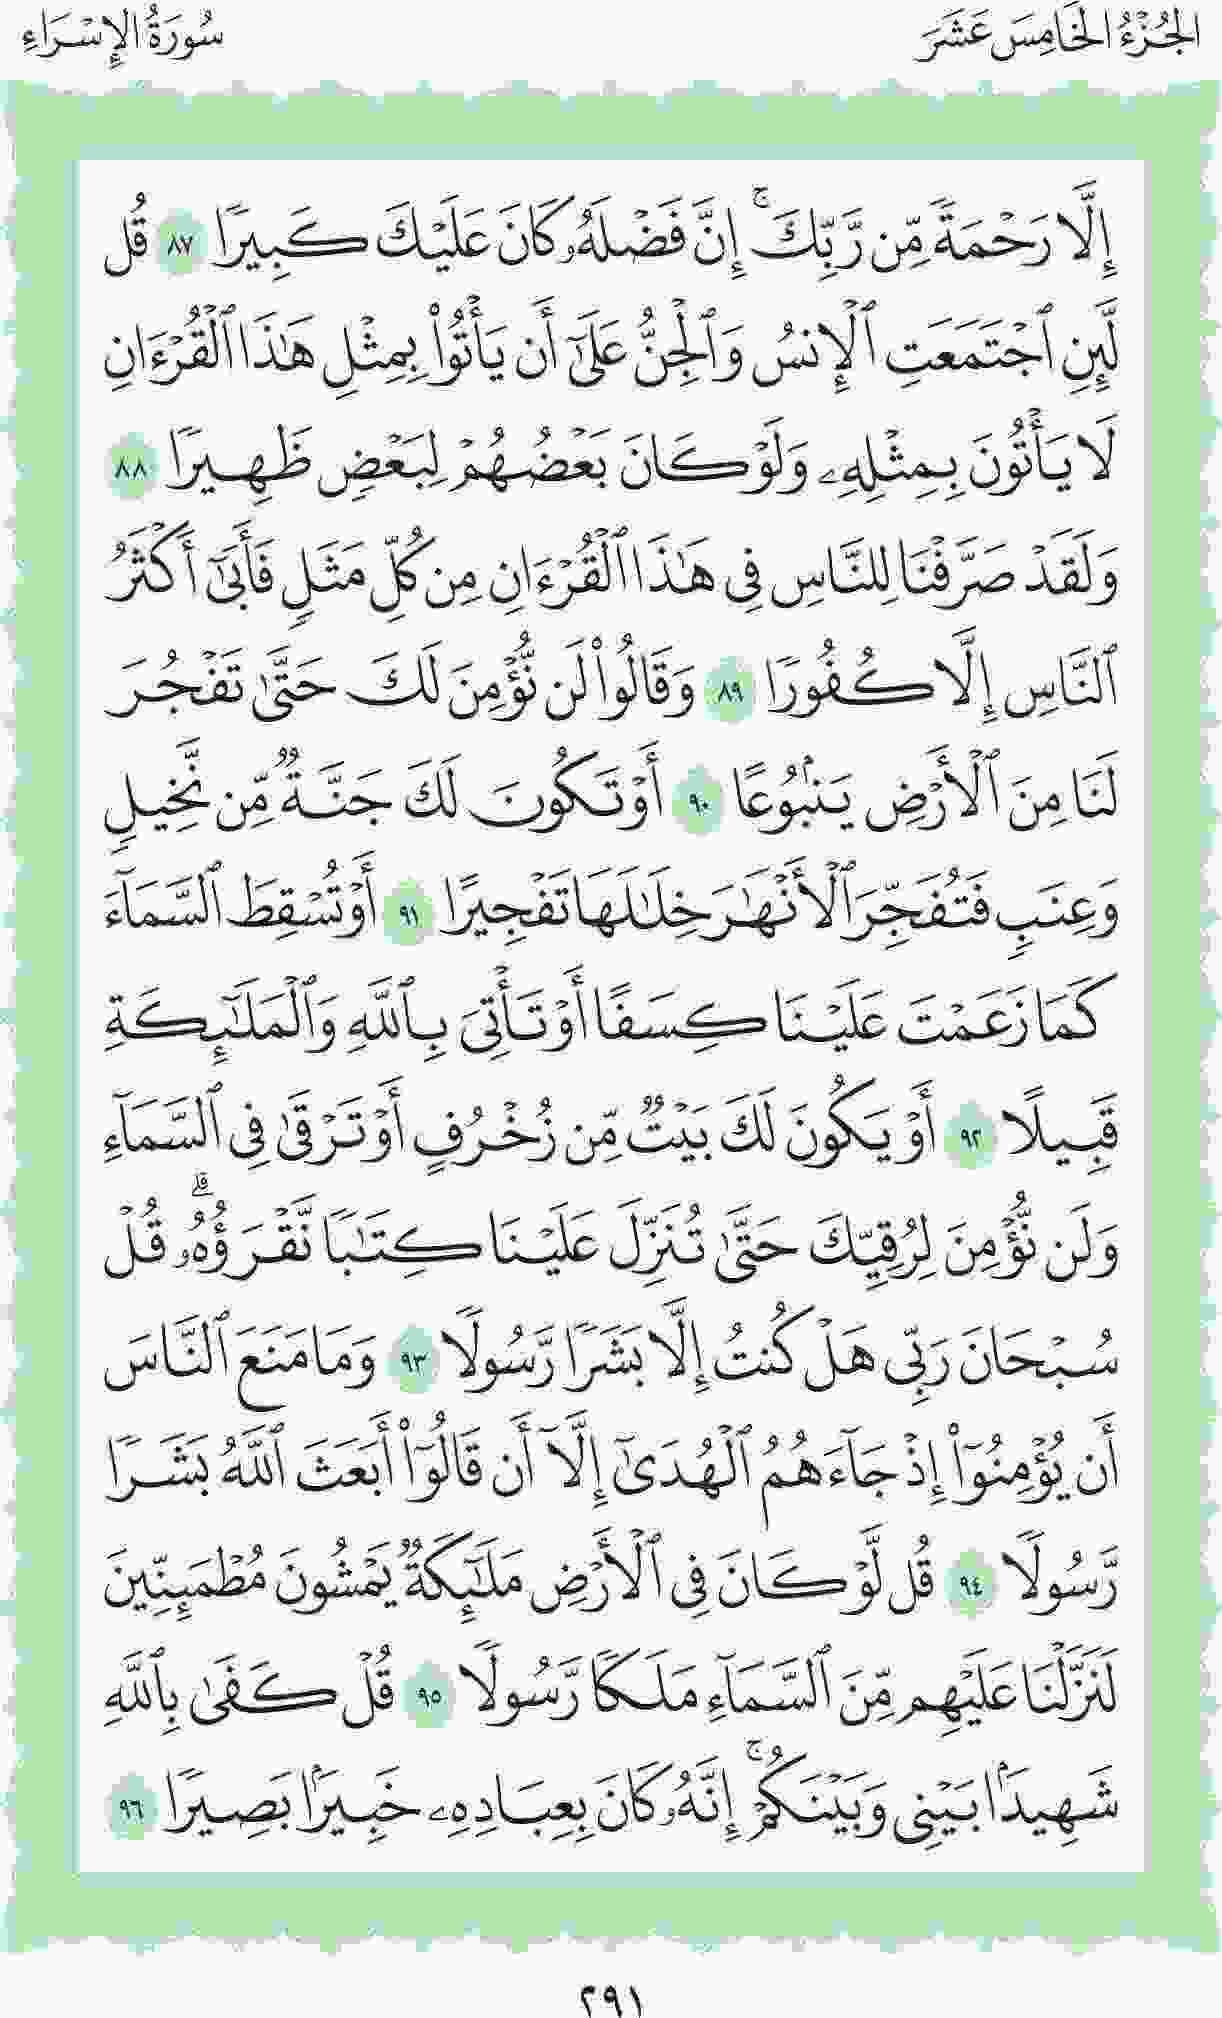 الجُزْءُ الخَامِسَ عَشَرَ
سُورَةُ الإِسْرَاءِ
إِلَّا رَحْمَةً مِّن رَّبِّكَ ۚ إِنَّ فَضْلَهُۥ كَانَ عَلَيْكَ كَبِيرًا ٨٧ قُل
لَّئِنِ ٱجْتَمَعَتِ ٱلْإِنسُ وَٱلْجِنُّ عَلَىٰٓ أَن يَأْتُوا۟ بِمِثْلِ هَٰذَا ٱلْقُرْءَانِ
لَا يَأْتُونَ بِمِثْلِهِۦ وَلَوْ كَانَ بَعْضُهُمْ لِبَعْضٍ ظَهِيرًا ٨٨
وَلَقَدْ صَرَّفْنَا لِلنَّاسِ فِى هَٰذَا ٱلْقُرْءَانِ مِن كُلِّ مَثَلٍ فَأَبَىٰٓ أَكْثَرُ
ٱلنَّاسِ إِلَّا كُفُورًا ٨٩ وَقَالُوا۟ لَن نُّؤْمِنَ لَكَ حَتَّىٰ تَفْجُرَ
لَنَا مِنَ ٱلْأَرْضِ يَنۢبُوعًا ٩٠ أَوْ تَكُونَ لَكَ جَنَّةٌ مِّن نَّخِيلٍ
وَعِنَبٍ فَتُفَجِّرَ ٱلْأَنْهَٰرَ خِلَٰلَهَا تَفْجِيرًا ٩١ أَوْ تُسْقِطَ ٱلسَّمَآءَ
كَمَا زَعَمْتَ عَلَيْنَا كِسَفًا أَوْ تَأْتِىَ بِٱللَّهِ وَٱلْمَلَٰٓئِكَةِ
قَبِيلًا ٩٢ أَوْ يَكُونَ لَكَ بَيْتٌ مِّن زُخْرُفٍ أَوْ تَرْقَىٰ فِى ٱلسَّمَآءِ
وَلَن نُّؤْمِنَ لِرُقِيِّكَ حَتَّىٰ تُنَزِّلَ عَلَيْنَا كِتَٰبًا نَّقْرَؤُهُۥ ۗ قُلْ
سُبْحَانَ رَبِّى هَلْ كُنتُ إِلَّا بَشَرًا رَّسُولًا ٩٣ وَمَا مَنَعَ ٱلنَّاسَ
أَن يُؤْمِنُوٓا۟ إِذْ جَآءَهُمُ ٱلْهُدَىٰٓ إِلَّآ أَن قَالُوٓا۟ أَبَعَثَ ٱللَّهُ بَشَرًا
رَّسُولًا ٩٤ قُل لَّوْ كَانَ فِى ٱلْأَرْضِ مَلَٰٓئِكَةٌ يَمْشُونَ مُطْمَئِنِّينَ
لَنَزَّلْنَا عَلَيْهِم مِّنَ ٱلسَّمَآءِ مَلَكًا رَّسُولًا ٩٥ قُلْ كَفَىٰ بِٱللَّهِ
شَهِيدًۢا بَيْنِى وَبَيْنَكُمْ ۚ إِنَّهُۥ كَانَ بِعِبَادِهِۦ خَبِيرًۢا بَصِيرًا ٩٦
٢٩١